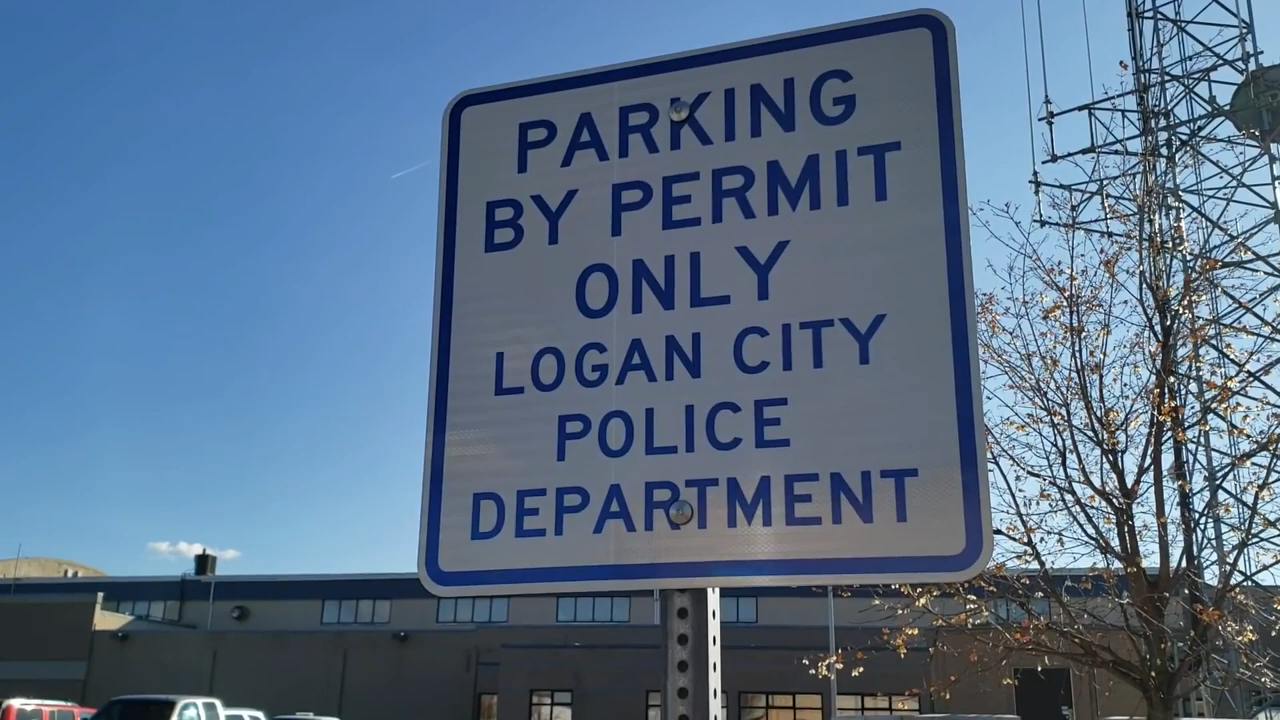 PARKING
BY PERMIT
ONLY
LOGAN CITY
POLICE
DEPARTMENT